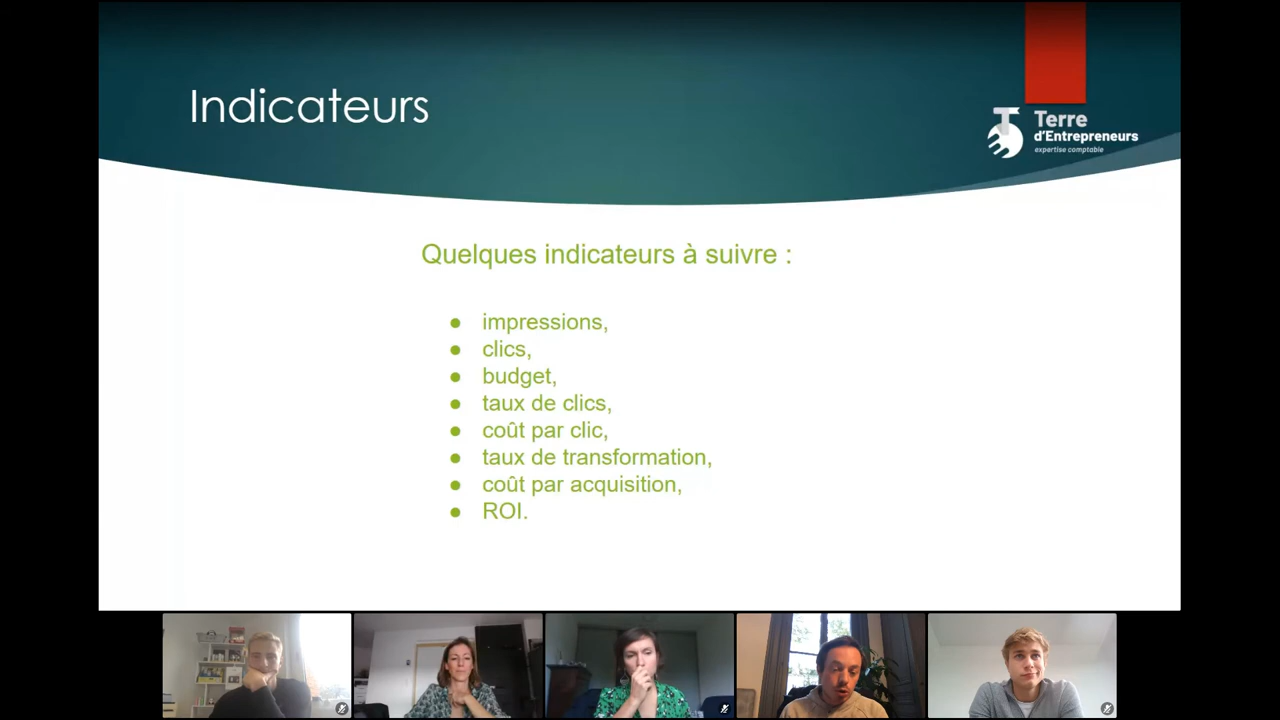 Indicateurs
Terre
d'Entrepreneurs
expertise comptable
Quelques indicateurs à suivre :
● impressions,
● clics,
● budget,
● taux de clics,
● coût par clic,
● taux de transformation,
● coût par acquisition,
● ROI.